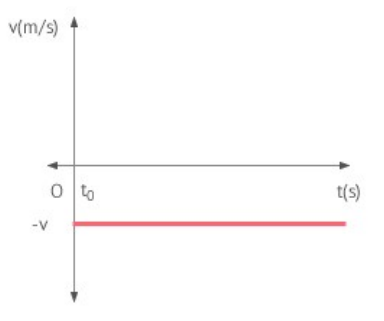 v(m/s)
O t₀ t(s)
-v